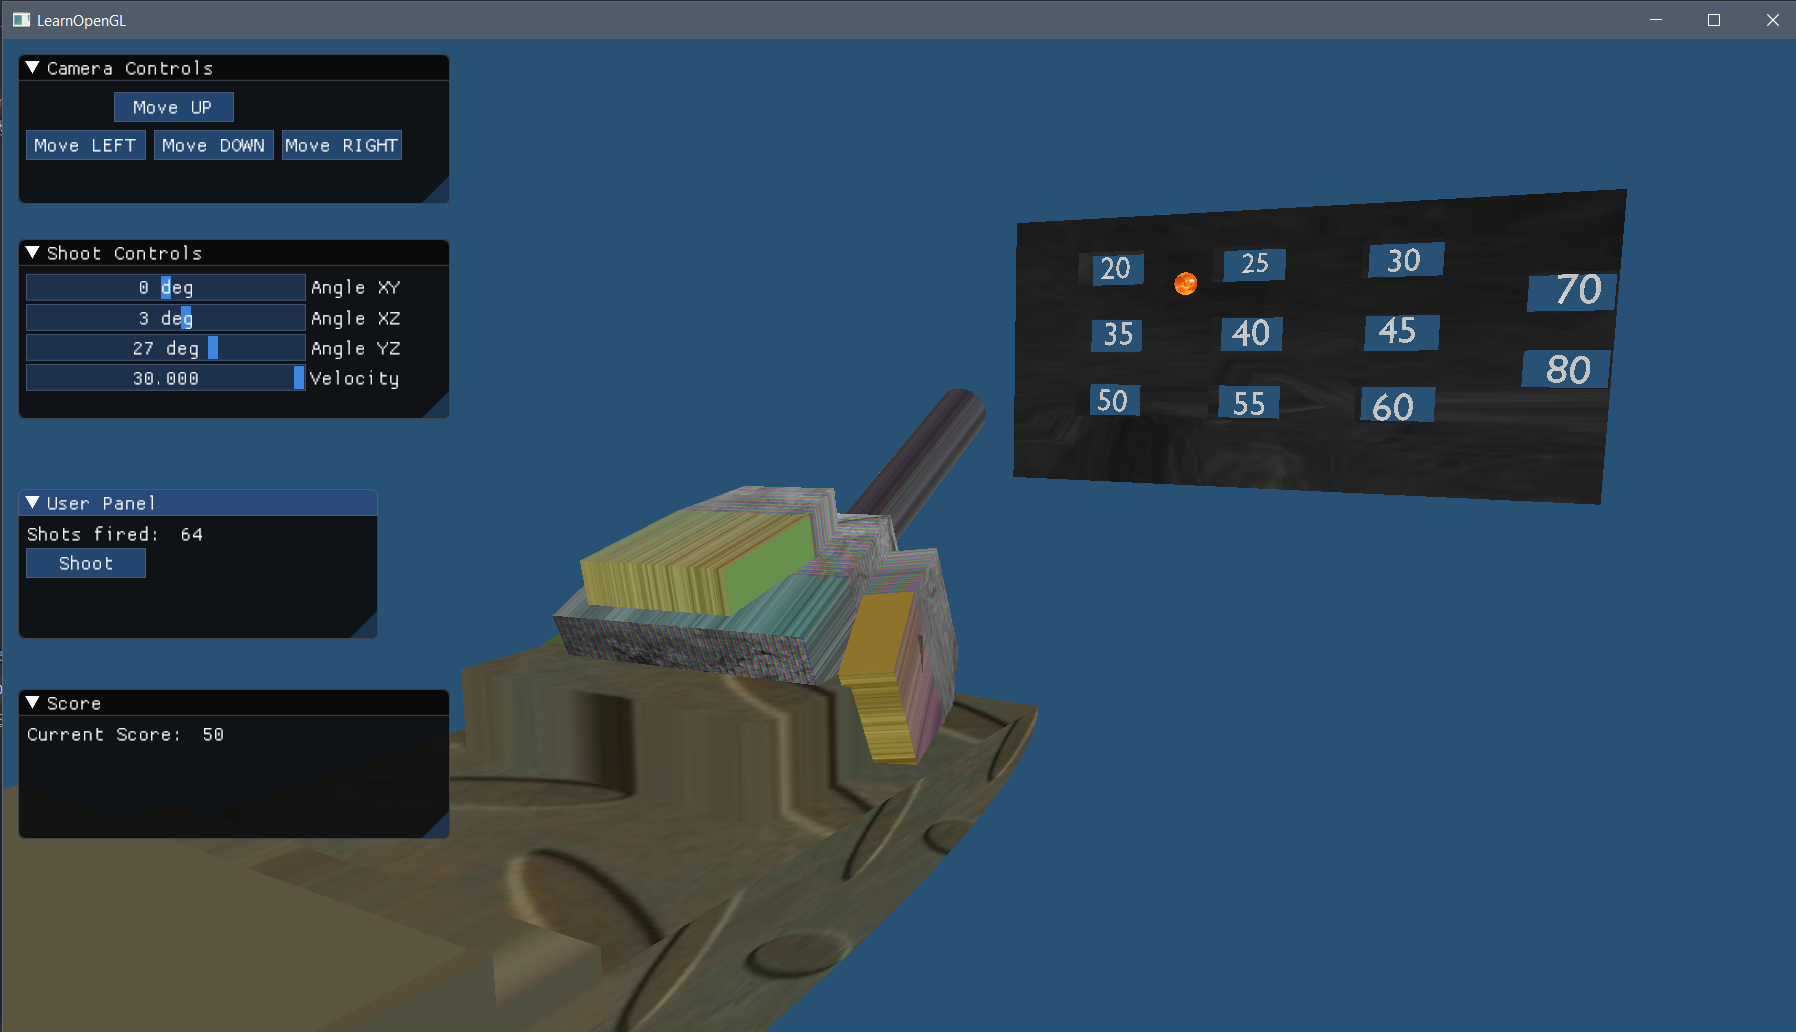 LearnOpenGL
Camera Controls
Move UP
Move LEFT Move DOWN Move RIGHT
Shoot Controls
0 deg Angle XY
3 deg Angle XZ
27 deg Angle YZ
30.000 Velocity
User Panel
Shots fired: 64
Shoot
Score
Current Score: 50
20 25 30
70
35 40 45
80
50 55 60